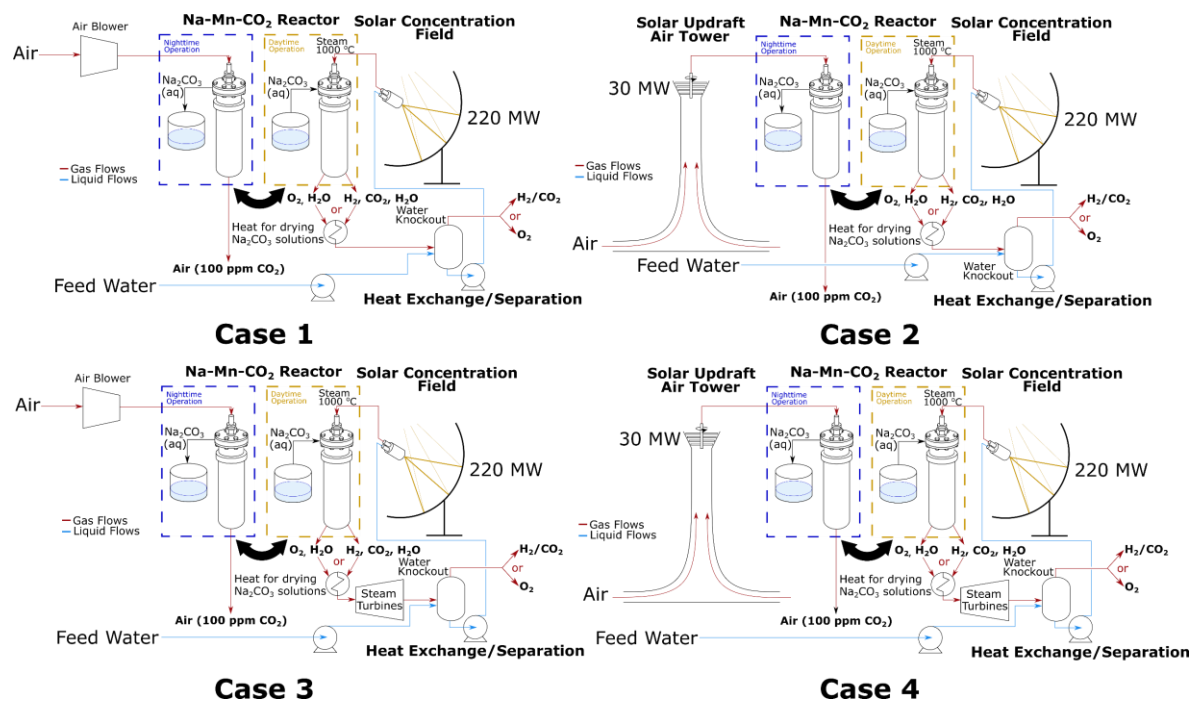 Na-Mn-CO₂ Reactor
Solar Concentration
Field
Air Blower
Air
Nighttime
Operation
Daytime
Operation
Steam
1000 ⁰C
Na₂CO₃
(aq)
Na₂CO₃
(aq)
220 MW
Gas Flows
Liquid Flows
O₂, H₂O
H₂, CO₂, H₂O
or
Heat for drying
Na₂CO₃ solutions
Water
Knockout
H₂/CO₂
or
O₂
Air (100 ppm CO₂)
Feed Water
Heat Exchange/Separation
Case 1
Solar Updraft
Air Tower
Na-Mn-CO₂ Reactor
Solar Concentration
Field
30 MW
Nighttime
Operation
Daytime
Operation
Steam
1000 ⁰C
Na₂CO₃
(aq)
Na₂CO₃
(aq)
220 MW
Gas Flows
Liquid Flows
O₂, H₂O
H₂, CO₂, H₂O
or
Heat for drying
Na₂CO₃ solutions
H₂/CO₂
or
O₂
Air
Feed Water
Water
Knockout
Air (100 ppm CO₂)
Heat Exchange/Separation
Case 2
Na-Mn-CO₂ Reactor
Solar Concentration
Field
Air Blower
Air
Nighttime
Operation
Daytime
Operation
Steam
1000 ⁰C
Na₂CO₃
(aq)
Na₂CO₃
(aq)
220 MW
Gas Flows
Liquid Flows
O₂, H₂O
H₂, CO₂, H₂O
or
Heat for drying
Na₂CO₃ solutions
Steam
Turbines
Water
Knockout
H₂/CO₂
or
O₂
Air (100 ppm CO₂)
Feed Water
Heat Exchange/Separation
Case 3
Solar Updraft
Air Tower
Na-Mn-CO₂ Reactor
Solar Concentration
Field
30 MW
Nighttime
Operation
Daytime
Operation
Steam
1000 ⁰C
Na₂CO₃
(aq)
Na₂CO₃
(aq)
220 MW
Gas Flows
Liquid Flows
O₂, H₂O
H₂, CO₂, H₂O
or
Heat for drying
Na₂CO₃ solutions
Steam
Turbines
Water
Knockout
H₂/CO₂
or
O₂
Air
Air (100 ppm CO₂)
Feed Water
Heat Exchange/Separation
Case 4